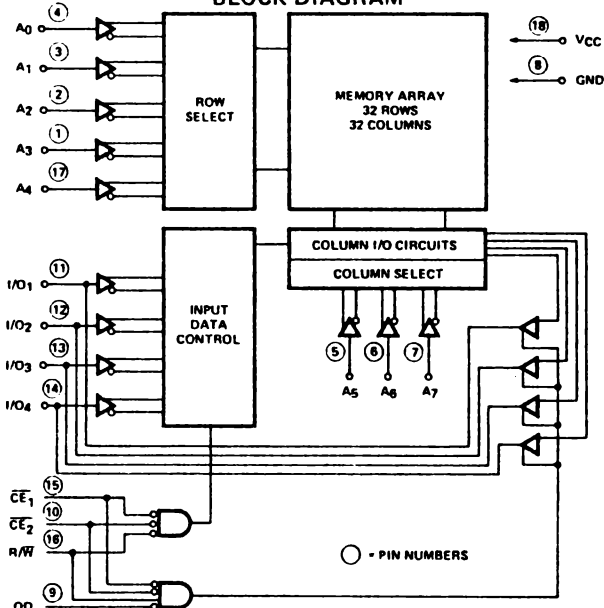 BLOCK DIAGRAM
A0 4
A1 3
A2 2
A3 1
A4 17
ROW
SELECT
MEMORY ARRAY
32 ROWS
32 COLUMNS
18 VCC
8 GND
I/O1 11
I/O2 12
I/O3 13
I/O4 14
INPUT
DATA
CONTROL
COLUMN I/O CIRCUITS
COLUMN SELECT
5 6 7
A5 A6 A7
CE1 15
CE2 10
R/W 16
OD 9
= PIN NUMBERS